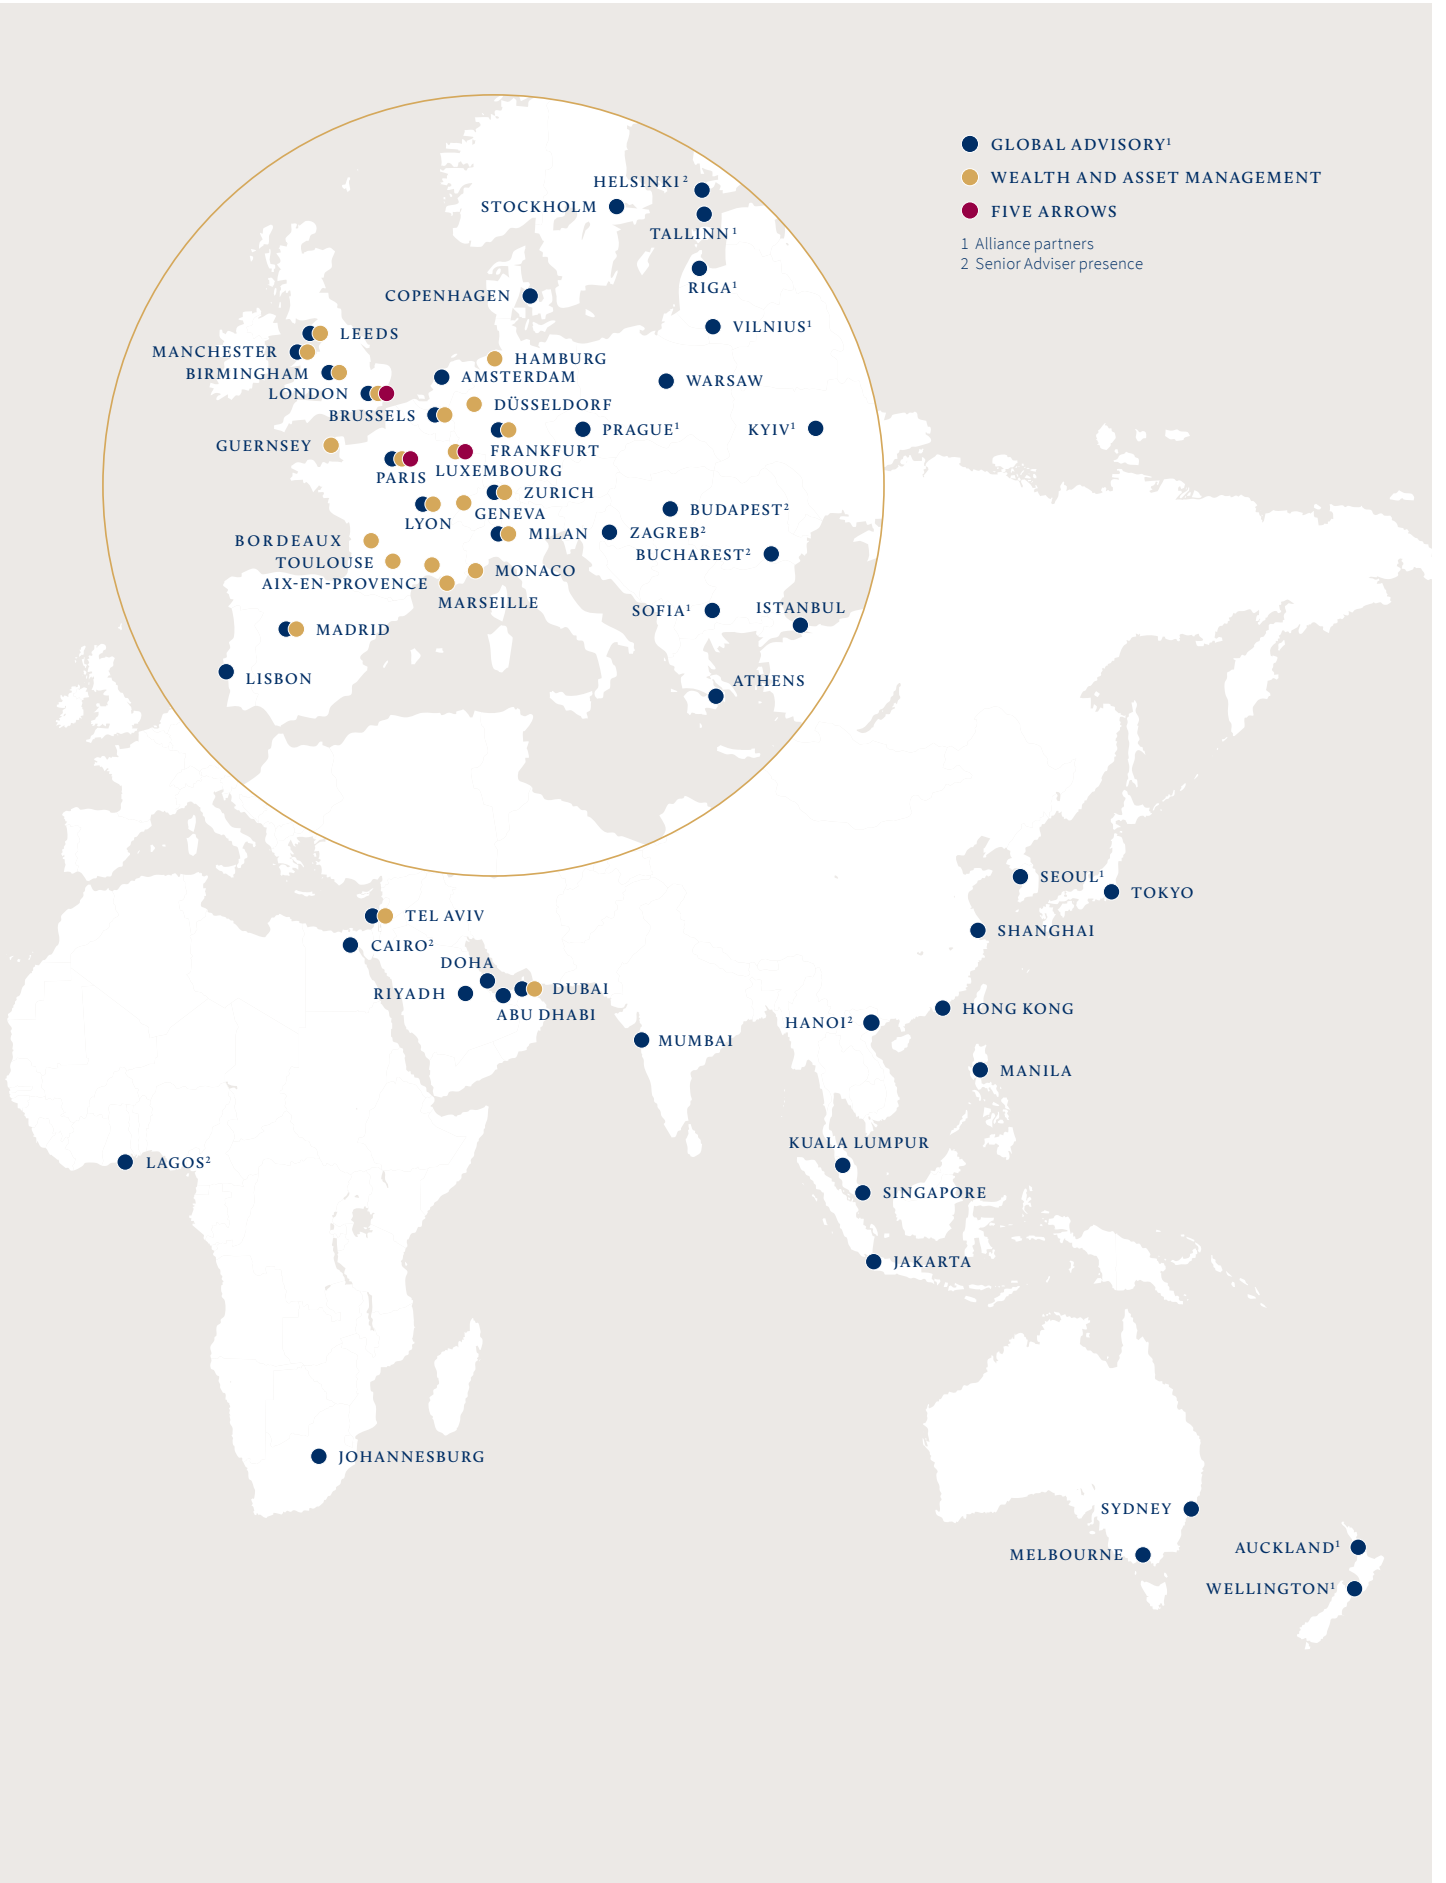 GLOBAL ADVISORY¹
WEALTH AND ASSET MANAGEMENT
FIVE ARROWS
1 Alliance partners
2 Senior Adviser presence
HELSINKI²
STOCKHOLM
TALLINN¹
RIGA¹
COPENHAGEN
VILNIUS¹
LEEDS
MANCHESTER
HAMBURG
BIRMINGHAM
AMSTERDAM
WARSAW
LONDON
DÜSSELDORF
BRUSSELS
PRAGUE¹
KYIV¹
GUERNSEY
FRANKFURT
LUXEMBOURG
PARIS
ZURICH
GENEVA
BUDAPEST²
LYON
MILAN
ZAGREB²
BORDEAUX
BUCHAREST²
TOULOUSE
MONACO
AIX-EN-PROVENCE
MARSEILLE
SOFIA¹
ISTANBUL
MADRID
LISBON
ATHENS
SEOUL¹
TOKYO
TEL AVIV
SHANGHAI
CAIRO²
DOHA
RIYADH
DUBAI
ABU DHABI
HONG KONG
HANOI²
MUMBAI
MANILA
KUALA LUMPUR
LAGOS²
SINGAPORE
JAKARTA
JOHANNESBURG
SYDNEY
MELBOURNE
AUCKLAND¹
WELLINGTON¹